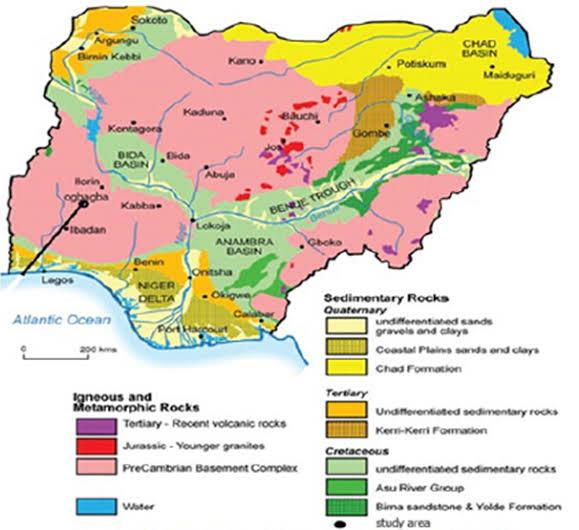 Sokoto
Argungu
Birnin Kebbi
Kano
CHAD
BASIN
Potiskum
Maiduguri
Ashaka
Niger
Kaduna
Bauchi
Kontagora
Gombe
Jos
BIDA
BASIN
Bida
Abuja
Ilorin
ogbagba
Kabba
BENUE TROUGH
Benue
Lokoja
Ibadan
Niger
ANAMBRA
BASIN
Gboko
Benin
Onitsha
Lagos
NIGER
DELTA
Okigwe
Calabar
Port Harcourt
Atlantic Ocean
0 200 kms
Sedimentary Rocks
Quaternary
undifferentiated sands
gravels and clays
Coastal Plains sands and clays
Chad Formation
Tertiary
Undifferentiated sedimentary rocks
Kerri-Kerri Formation
Cretaceous
undifferentiated sedimentary rocks
Asu River Group
Bima sandstone & Yolde Formation
study area
Igneous and
Metamorphic Rocks
Tertiary - Recent volcanic rocks
Jurassic - Younger granites
PreCambrian Basement Complex
Water